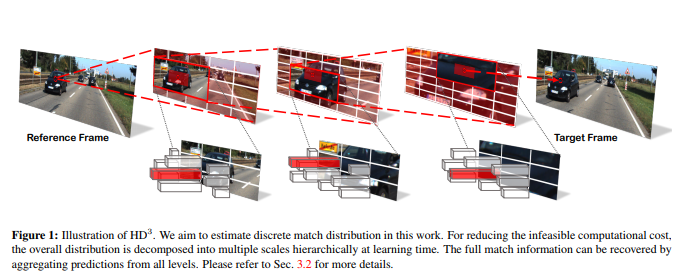 Reference Frame
Target Frame
Figure 1: Illustration of HD³. We aim to estimate discrete match distribution in this work. For reducing the infeasible computational cost,
the overall distribution is decomposed into multiple scales hierarchically at learning time. The full match information can be recovered by
aggregating predictions from all levels. Please refer to Sec. 3.2 for more details.